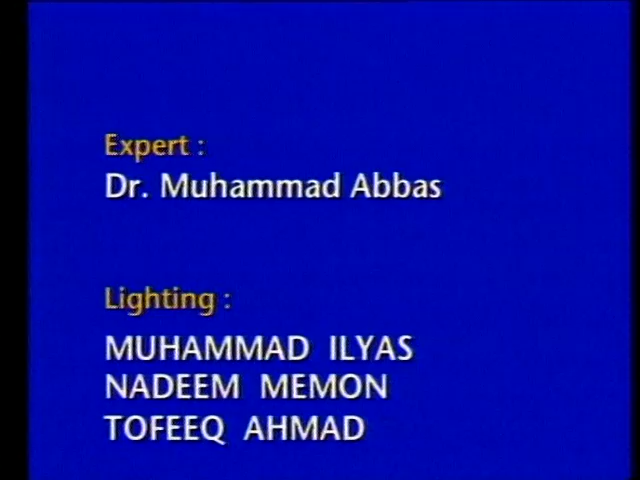 Expert :
Dr. Muhammad Abbas
Lighting :
MUHAMMAD ILYAS
NADEEM MEMON
TOFEEQ AHMAD